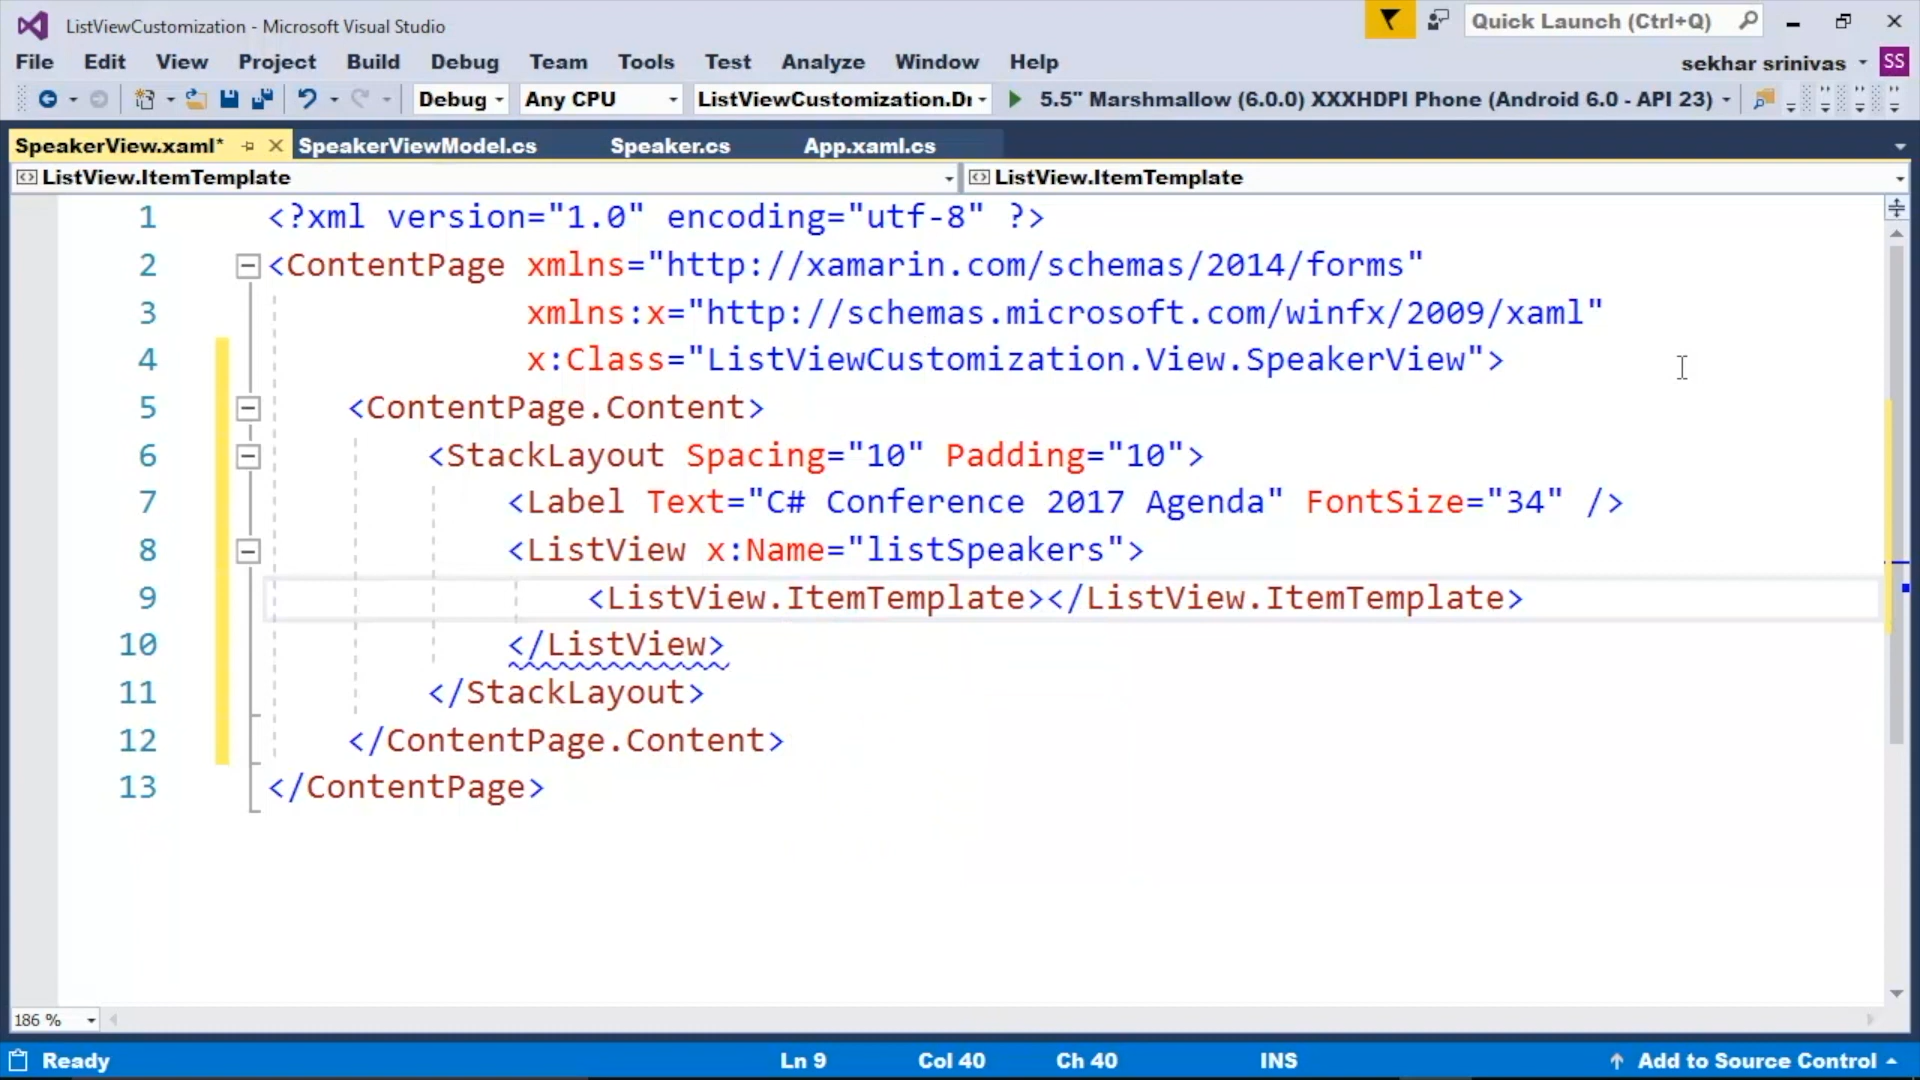 ListViewCustomization - Microsoft Visual Studio
Quick Launch (Ctrl+Q)
File Edit View Project Build Debug Team Tools Test Analyze Window Help
sekhar srinivas SS
Debug Any CPU ListViewCustomization.Dr 5.5" Marshmallow (6.0.0) XXXHDPI Phone (Android 6.0 - API 23)
SpeakerView.xaml* SpeakerViewModel.cs Speaker.cs App.xaml.cs
ListView.ItemTemplate ListView.ItemTemplate
1 <?xml version="1.0" encoding="utf-8" ?>
2 <ContentPage xmlns="http://xamarin.com/schemas/2014/forms"
3 xmlns:x="http://schemas.microsoft.com/winfx/2009/xaml"
4 x:Class="ListViewCustomization.View.SpeakerView">
5 <ContentPage.Content>
6 <StackLayout Spacing="10" Padding="10">
7 <Label Text="C# Conference 2017 Agenda" FontSize="34" />
8 <ListView x:Name="listSpeakers">
9 <ListView.ItemTemplate></ListView.ItemTemplate>
10 </ListView>
11 </StackLayout>
12 </ContentPage.Content>
13 </ContentPage>
186 %
Ready Ln 9 Col 40 Ch 40 INS Add to Source Control